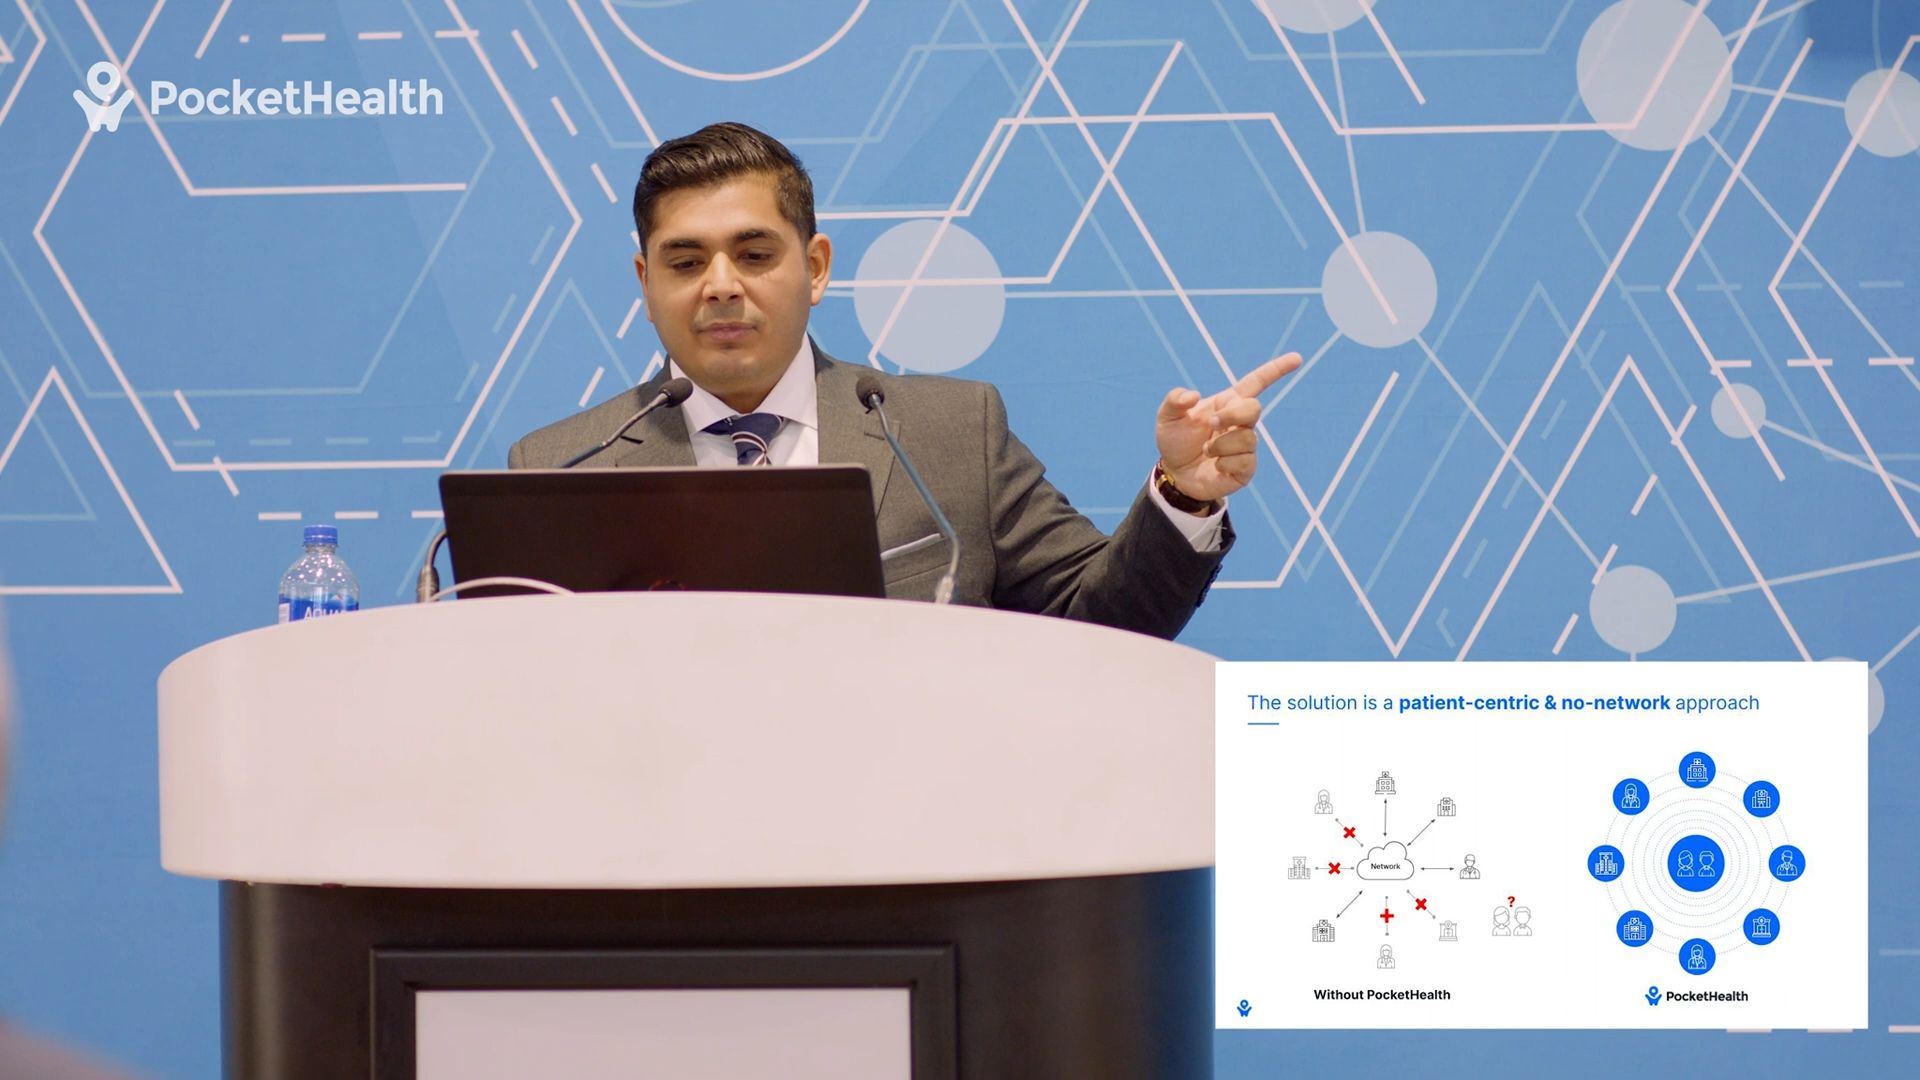 PocketHealth
The solution is a patient-centric & no-network approach
Network
?
Without PocketHealth
PocketHealth